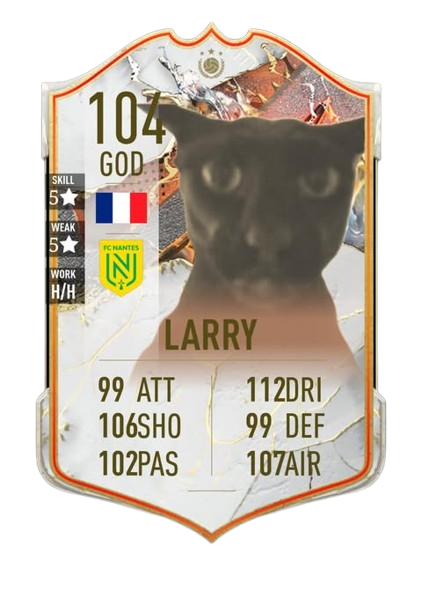 104
GOD
SKILL
5★
WEAK
5★
WORK
H/H
FC NANTES
N
LARRY
99 ATT
106SHO
102PAS
112DRI
99 DEF
107AIR